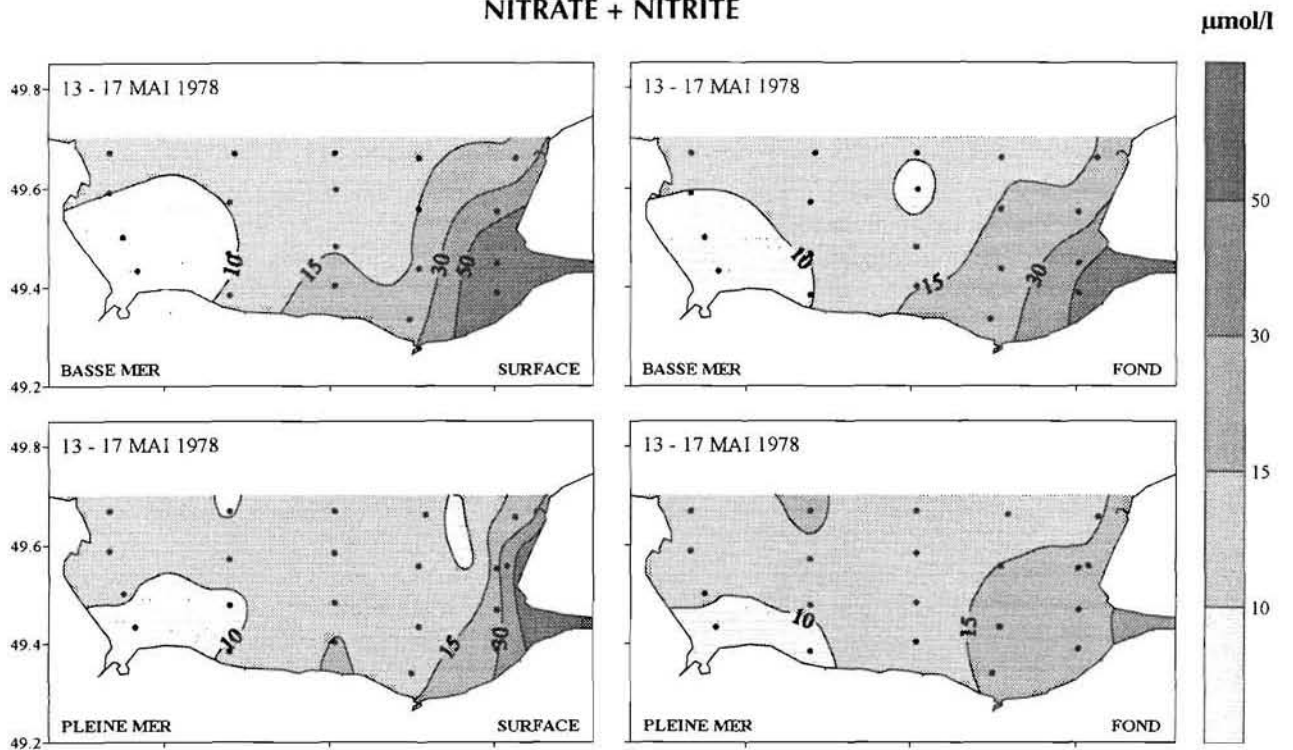 NITRATE + NITRITE
µmol/l
13 - 17 MAI 1978
49.8
49.6
49.4
49.2
10
15
30
50
BASSE MER
SURFACE
13 - 17 MAI 1978
10
15
30
BASSE MER
FOND
13 - 17 MAI 1978
49.8
49.6
49.4
49.2
10
15
30
PLEINE MER
SURFACE
13 - 17 MAI 1978
10
15
PLEINE MER
FOND
50
30
15
10